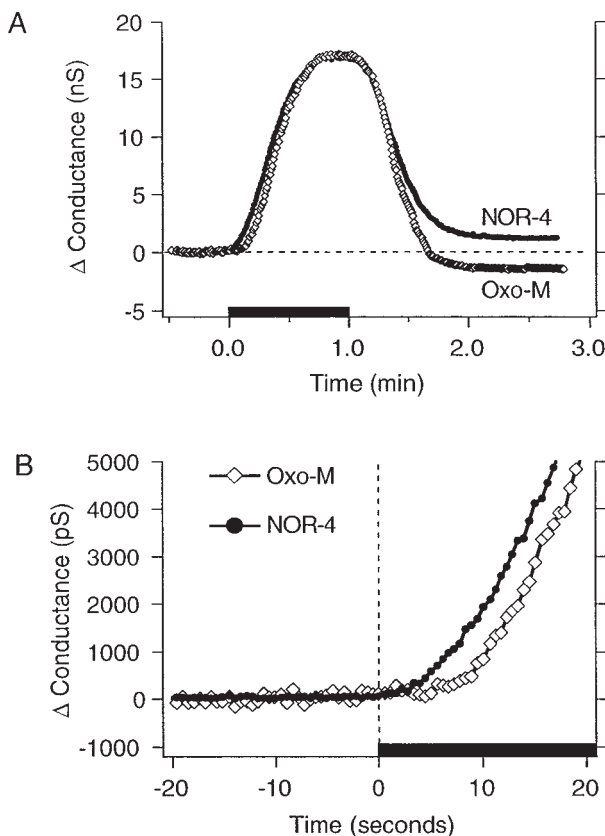 A
Δ Conductance (nS)
20
15
10
5
0
-5
NOR-4
Oxo-M
0.0 1.0 2.0 3.0
Time (min)
B
Δ Conductance (pS)
5000
4000
3000
2000
1000
0
-1000
Oxo-M
NOR-4
-20 -10 0 10 20
Time (seconds)